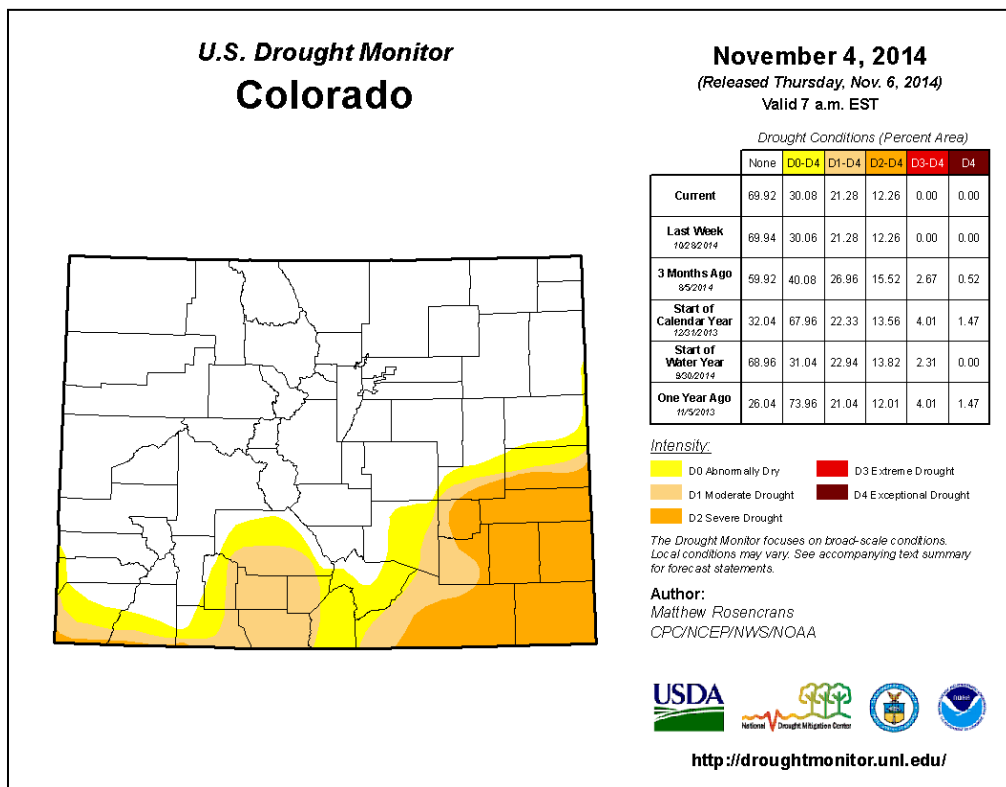 U.S. Drought Monitor
Colorado
November 4, 2014
(Released Thursday, Nov. 6, 2014)
Valid 7 a.m. EST
Drought Conditions (Percent Area)
None D0-D4 D1-D4 D2-D4 D3-D4 D4
Current 69.92 30.08 21.28 12.26 0.00 0.00
Last Week
10/28/2014 69.94 30.06 21.28 12.26 0.00 0.00
3 Months Ago
8/5/2014 59.92 40.08 26.96 15.52 2.67 0.52
Start of
Calendar Year
12/31/2013 32.04 67.96 22.33 13.56 4.01 1.47
Start of
Water Year
9/30/2014 68.96 31.04 22.94 13.82 2.31 0.00
One Year Ago
11/5/2013 26.04 73.96 21.04 12.01 4.01 1.47
Intensity:
D0 Abnormally Dry D3 Extreme Drought
D1 Moderate Drought D4 Exceptional Drought
D2 Severe Drought
The Drought Monitor focuses on broad-scale conditions.
Local conditions may vary. See accompanying text summary
for forecast statements.
Author:
Matthew Rosencrans
CPC/NCEP/NWS/NOAA
USDA
National Drought Mitigation Center
http://droughtmonitor.unl.edu/